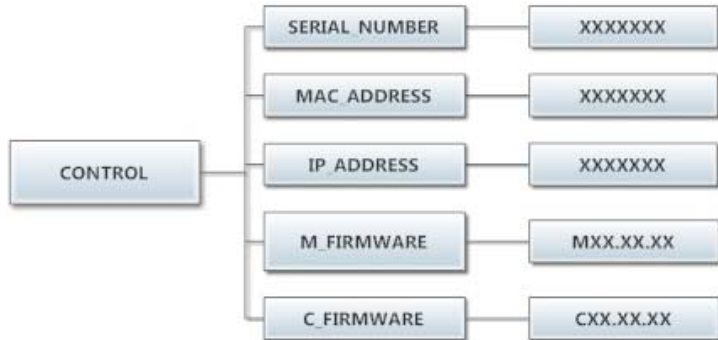 CONTROL
SERIAL_NUMBER XXXXXXX
MAC_ADDRESS XXXXXXX
IP_ADDRESS XXXXXXX
M_FIRMWARE MXX.XX.XX
C_FIRMWARE CXX.XX.XX